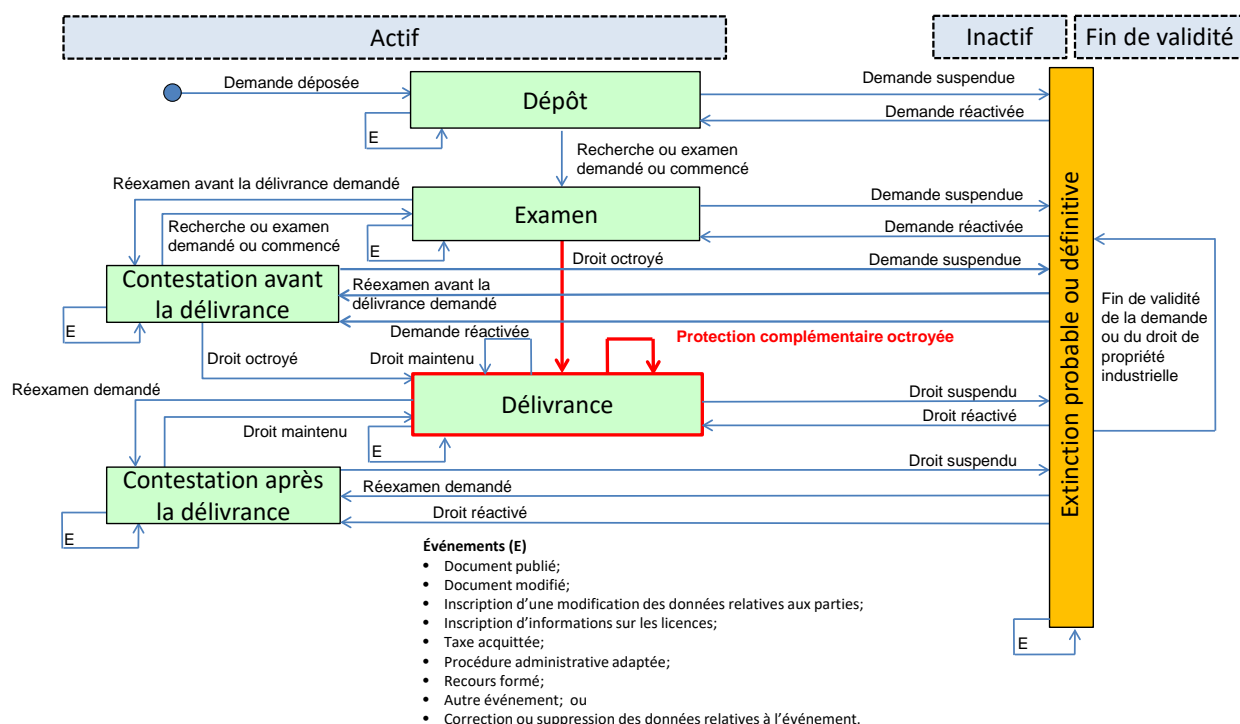 Actif
Inactif
Fin de validité
Demande déposée
Dépôt
E
Demande suspendue
Demande réactivée
Recherche ou examen
demandé ou commencé
Réexamen avant la délivrance demandé
Recherche ou examen
demandé ou commencé
Examen
E
Demande suspendue
Demande réactivée
Droit octroyé
Demande suspendue
Contestation avant
la délivrance
E
Réexamen avant la
délivrance demandé
Demande réactivée
Droit octroyé
Droit maintenu
Protection complémentaire octroyée
Fin de validité
de la demande
ou du droit de
propriété
industrielle
Extinction probable ou définitive
Réexamen demandé
Délivrance
E
Droit suspendu
Droit réactivé
Droit maintenu
Contestation après
la délivrance
E
Droit suspendu
Réexamen demandé
Droit réactivé
E
Événements (E)
• Document publié;
• Document modifié;
• Inscription d’une modification des données relatives aux parties;
• Inscription d’informations sur les licences;
• Taxe acquittée;
• Procédure administrative adaptée;
• Recours formé;
• Autre événement; ou
• Correction ou suppression des données relatives à l’événement.